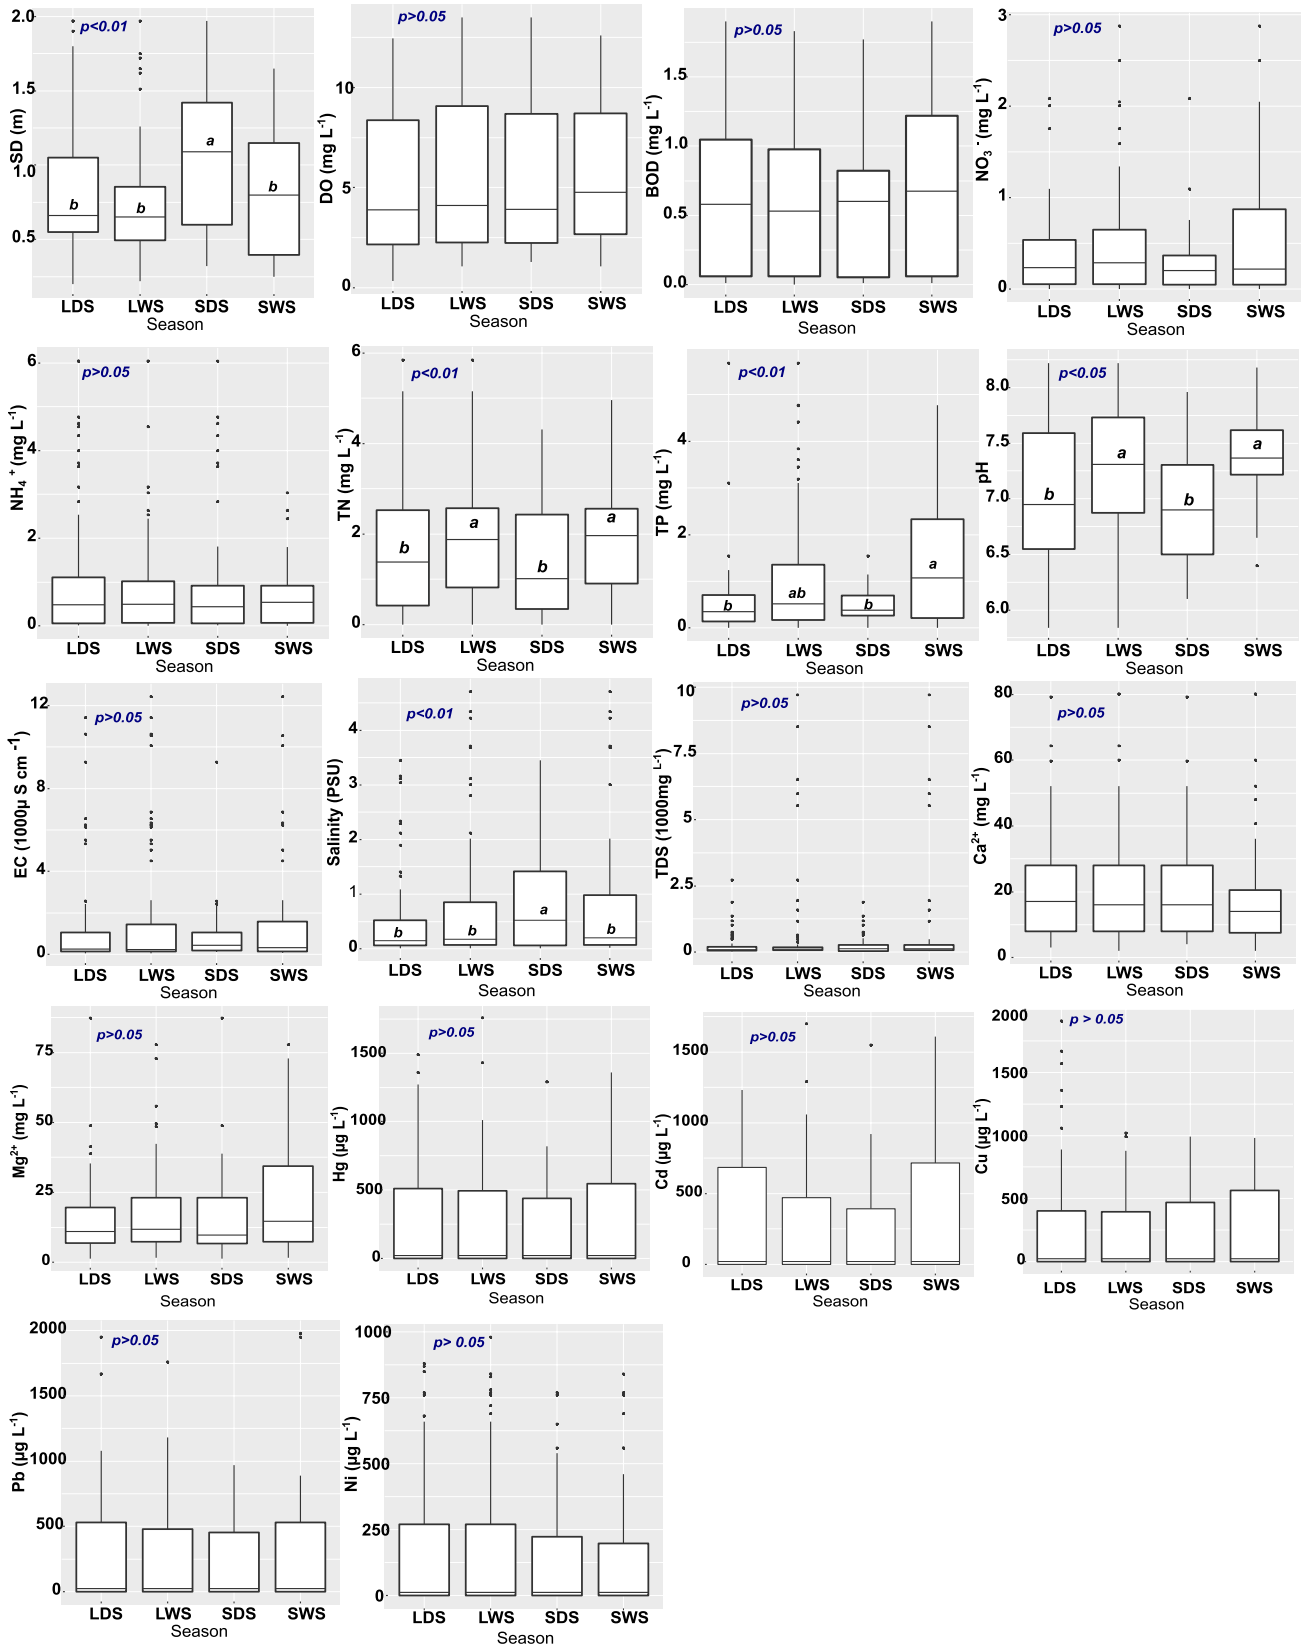 SD (m)
2.0
1.5
1.0
0.5
p<0.01
b
b
a
b
LDS LWS SDS SWS
Season
DO (mg L-1)
10
5
0
p>0.05
LDS LWS SDS SWS
Season
BOD (mg L-1)
1.5
1.0
0.5
0.0
p>0.05
LDS LWS SDS SWS
Season
NO3 - (mg L-1)
3
2
1
0
p>0.05
LDS LWS SDS SWS
Season
NH4 + (mg L-1)
6
4
2
0
p>0.05
LDS LWS SDS SWS
Season
TN (mg L-1)
6
4
2
0
p<0.01
b
a
b
a
LDS LWS SDS SWS
Season
TP (mg L-1)
4
2
0
p<0.01
b
ab
b
a
LDS LWS SDS SWS
Season
pH
8.0
7.5
7.0
6.5
6.0
p<0.05
b
a
b
a
LDS LWS SDS SWS
Season
EC (1000µ S cm -1)
12
8
4
0
p>0.05
LDS LWS SDS SWS
Season
Salinity (PSU)
4
3
2
1
0
p<0.01
b
b
a
b
LDS LWS SDS SWS
Season
TDS (1000mg L-1)
10
7.5
5
2.5
0
p>0.05
LDS LWS SDS SWS
Season
Ca2+ (mg L-1)
80
60
40
20
0
p>0.05
LDS LWS SDS SWS
Season
Mg2+ (mg L-1)
75
50
25
0
p>0.05
LDS LWS SDS SWS
Season
Hg (µg L-1)
1500
1000
500
0
p>0.05
LDS LWS SDS SWS
Season
Cd (µg L-1)
1500
1000
500
0
p>0.05
LDS LWS SDS SWS
Season
Cu (µg L-1)
2000
1500
1000
500
0
p > 0.05
LDS LWS SDS SWS
Season
Pb (µg L-1)
2000
1500
1000
500
0
p>0.05
LDS LWS SDS SWS
Season
Ni (µg L-1)
1000
750
500
250
0
p> 0.05
LDS LWS SDS SWS
Season